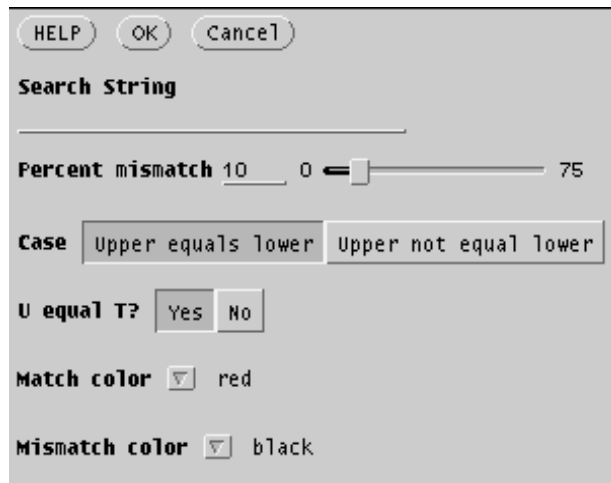 HELP OK Cancel
Search String
Percent mismatch 10 0 75
Case Upper equals lower Upper not equal lower
U equal T? Yes No
Match color red
Mismatch color black